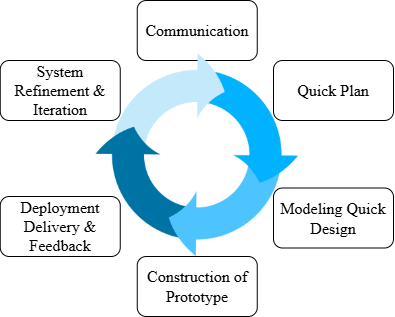 Communication
Quick Plan
Modeling Quick
Design
Construction of
Prototype
Deployment
Delivery &
Feedback
System
Refinement &
Iteration